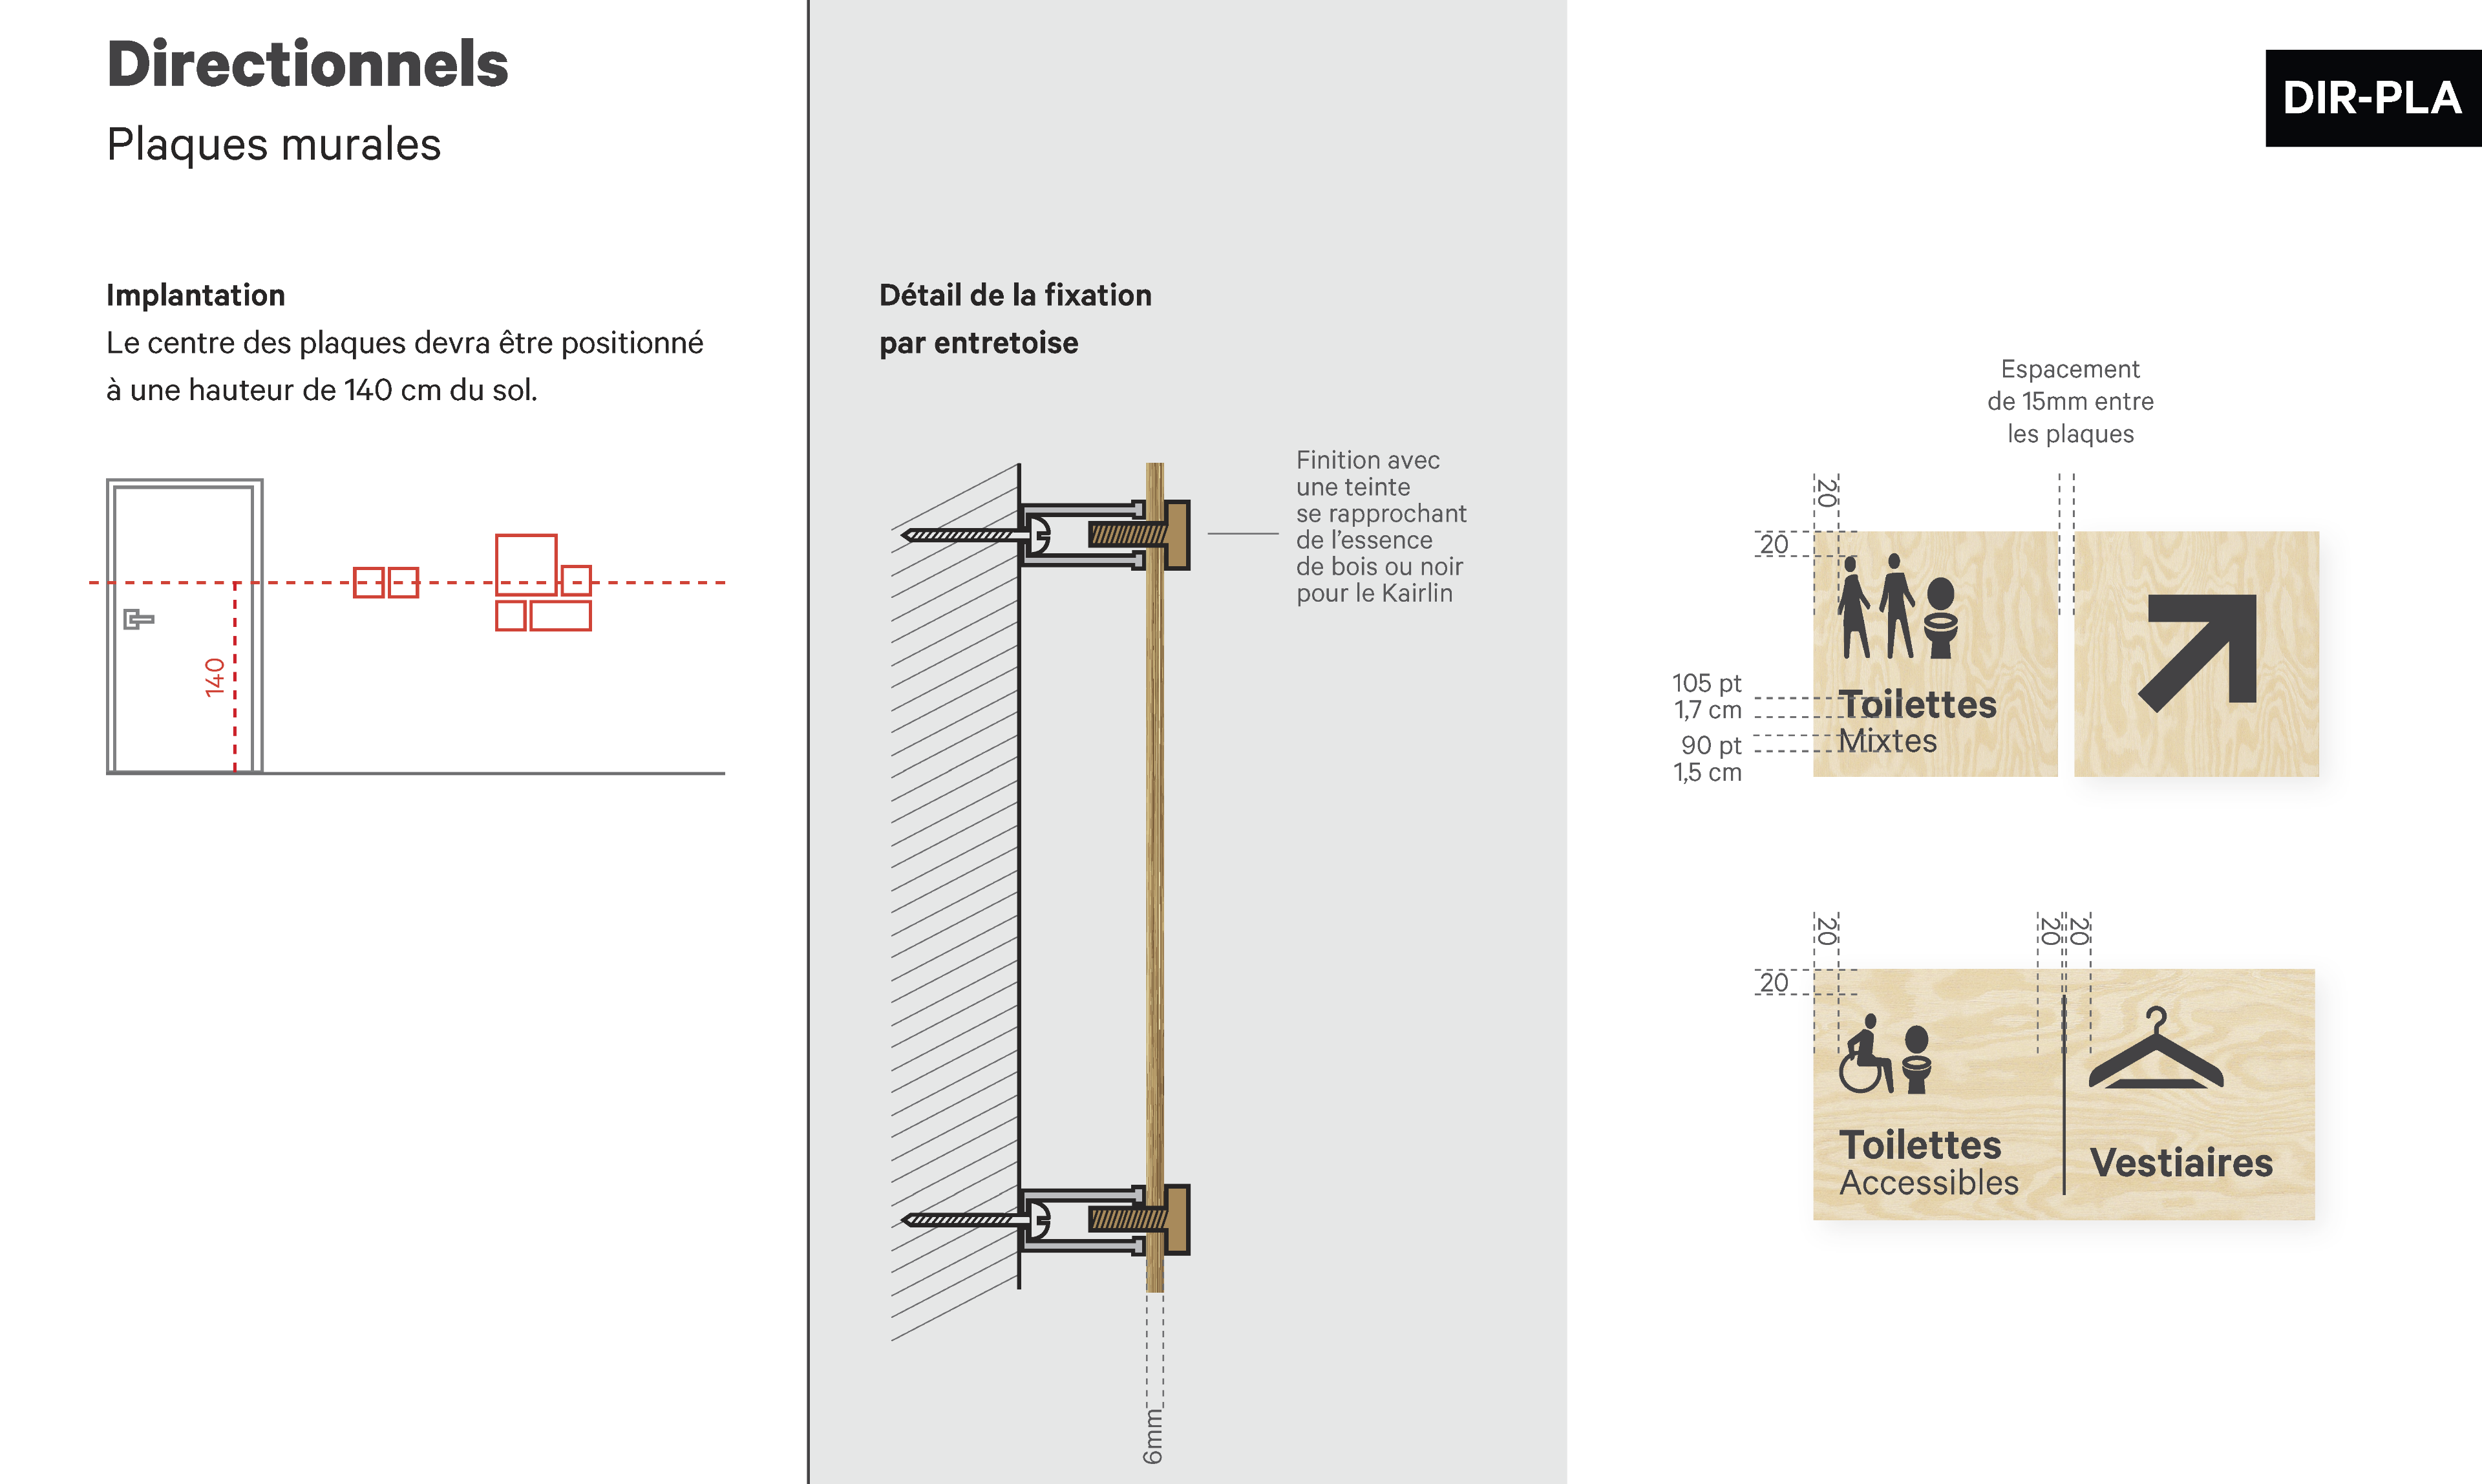 Directionnels
Plaques murales
DIR-PLA
Implantation
Le centre des plaques devra être positionné
à une hauteur de 140 cm du sol.
140
Détail de la fixation
par entretoise
Finition avec
une teinte
se rapprochant
de l'essence
de bois ou noir
pour le Kairlin
6mm
Espacement
de 15mm entre
les plaques
20
20
105 pt
1,7 cm
90 pt
1,5 cm
Toilettes
Mixtes
20
20
20
20
Toilettes
Accessibles
Vestiaires